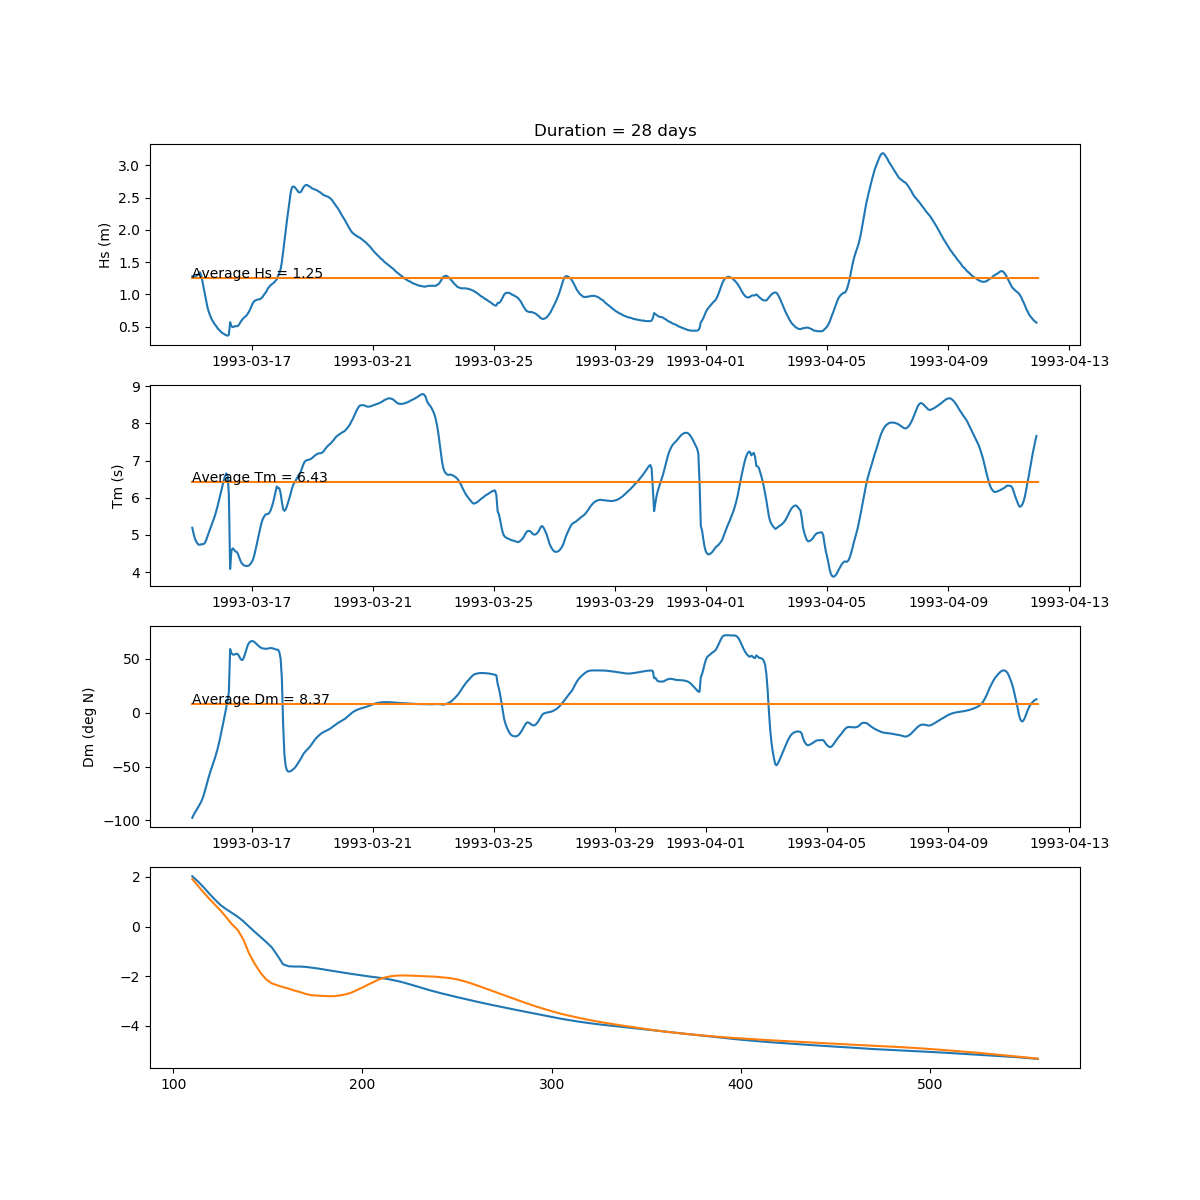 Duration = 28 days
3.0
2.5
2.0
1.5
1.0
0.5
Hs (m)
Average Hs = 1.25
1993-03-17 1993-03-21 1993-03-25 1993-03-29 1993-04-01 1993-04-05 1993-04-09 1993-04-13
9
8
7
6
5
4
Tm (s)
Average Tm = 6.43
1993-03-17 1993-03-21 1993-03-25 1993-03-29 1993-04-01 1993-04-05 1993-04-09 1993-04-13
50
0
−50
−100
Dm (deg N)
Average Dm = 8.37
1993-03-17 1993-03-21 1993-03-25 1993-03-29 1993-04-01 1993-04-05 1993-04-09 1993-04-13
2
0
−2
−4
100 200 300 400 500